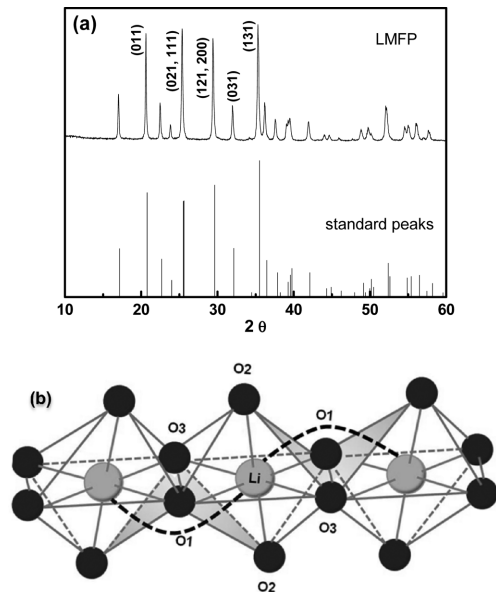 (a)
LMFP
(011)
(021, 111)
(121, 200)
(031)
(131)
standard peaks
10 20 30 40 50 60
2 θ
(b)
O2
O3
O1
Li
O1
O3
O2